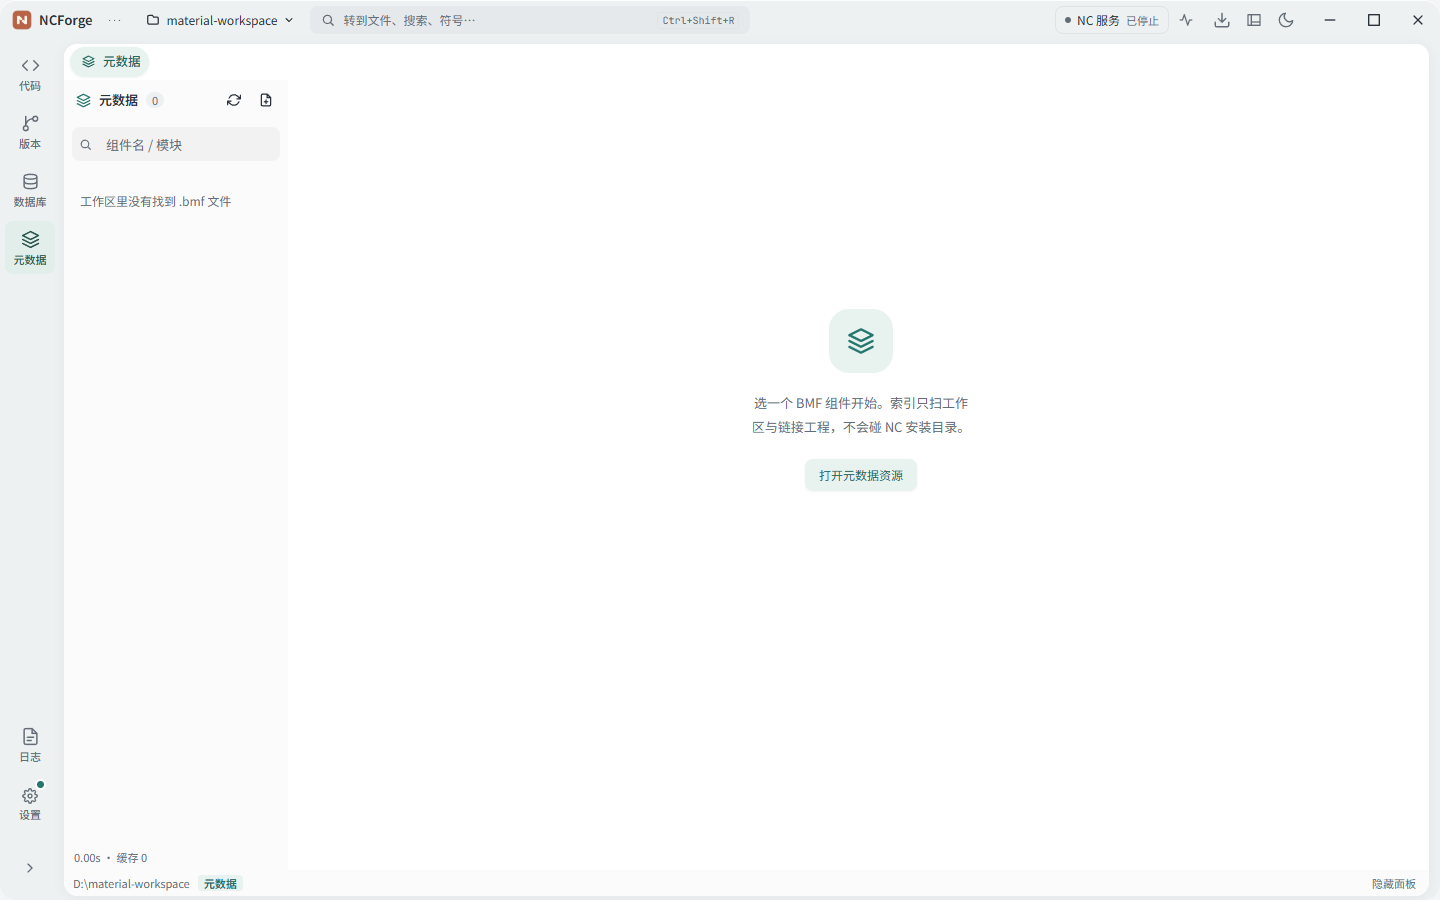 NCForge
···
material-workspace
转到文件、搜索、符号···
Ctrl+Shift+R
NC 服务 已停止
代码
版本
数据库
元数据
日志
设置
元数据
元数据 0
组件名 / 模块
工作区里没有找到 .bmf 文件
选一个 BMF 组件开始。索引只扫工作
区与链接工程，不会碰 NC 安装目录。
打开元数据资源
0.00s · 缓存 0
D:\material-workspace 元数据
隐藏面板